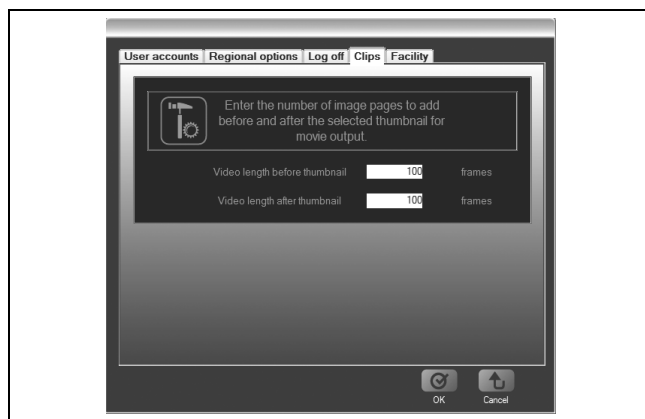 User accounts Regional options Log off Clips Facility
Enter the number of image pages to add
before and after the selected thumbnail for
movie output.
Video length before thumbnail 100 frames
Video length after thumbnail 100 frames
OK Cancel